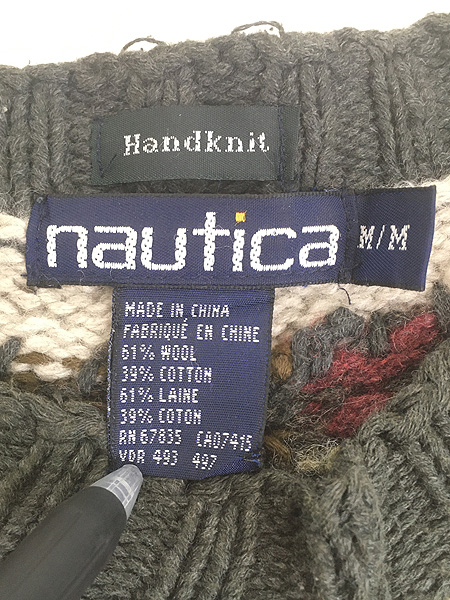 Handknit
nautica
M/M
MADE IN CHINA
FABRIQUÉ EN CHINE
61% WOOL
39% COTTON
61% LAINE
39% COTON
RN 67835 CA07415
VDR 493 497